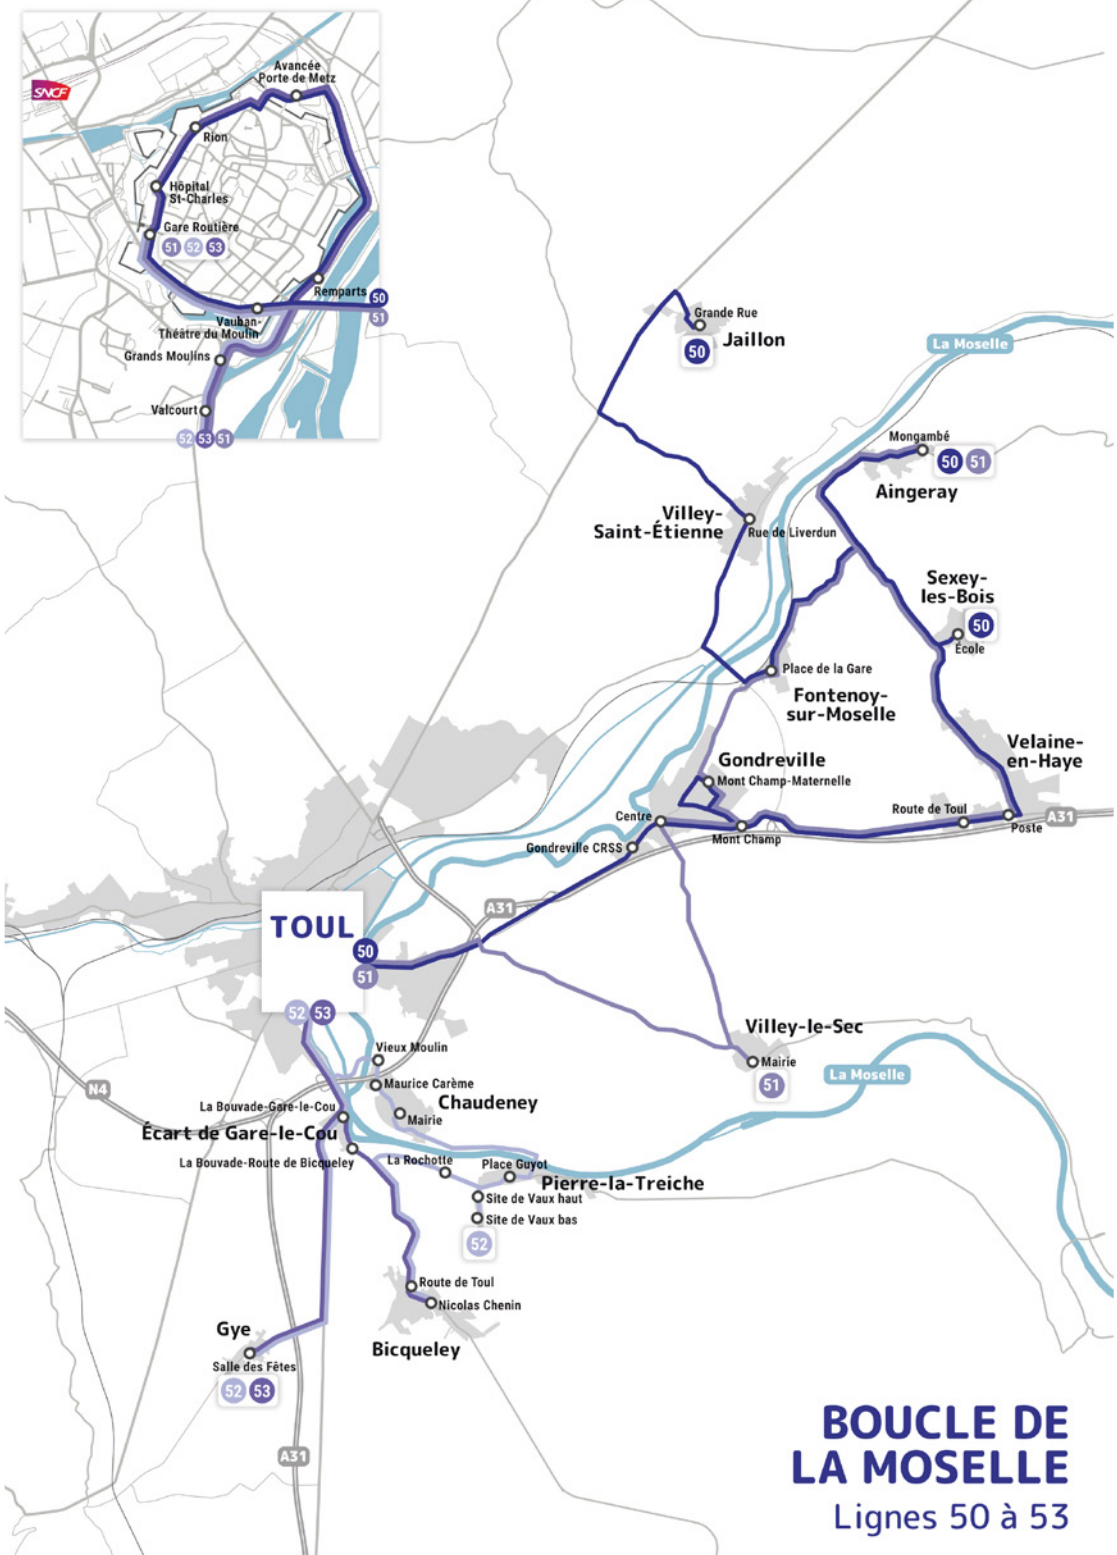 SNCF
Avancée
Porte de Metz
Rion
Hôpital
St-Charles
Gare Routière
51 52 53
Remparts
50
51
Vauban-
Théâtre du Moulin
Grands Moulins
Valcourt
52 53 51
Grande Rue
Jaillon
50
La Moselle
Mongambé
50 51
Aingeray
Villey-
Saint-Étienne
Rue de Liverdun
Sexey-
les-Bois
50
École
Place de la Gare
Fontenoy-
sur-Moselle
Velaine-
en-Haye
Gondreville
Mont Champ-Maternelle
Centre
Mont Champ
Route de Toul
Poste
A31
Gondreville CRSS
A31
TOUL
50
51
52 53
Villey-le-Sec
Mairie
51
La Moselle
Vieux Moulin
Maurice Carème
N4
Chaudeney
Mairie
La Bouvade-Gare-le-Cou
Écart de Gare-le-Cou
La Bouvade-Route de Bicqueley
La Rochotte
Place Guyot
Pierre-la-Treiche
Site de Vaux haut
Site de Vaux bas
52
Route de Toul
Nicolas Chenin
Bicqueley
Gye
Salle des Fêtes
52 53
A31
BOUCLE DE
LA MOSELLE
Lignes 50 à 53